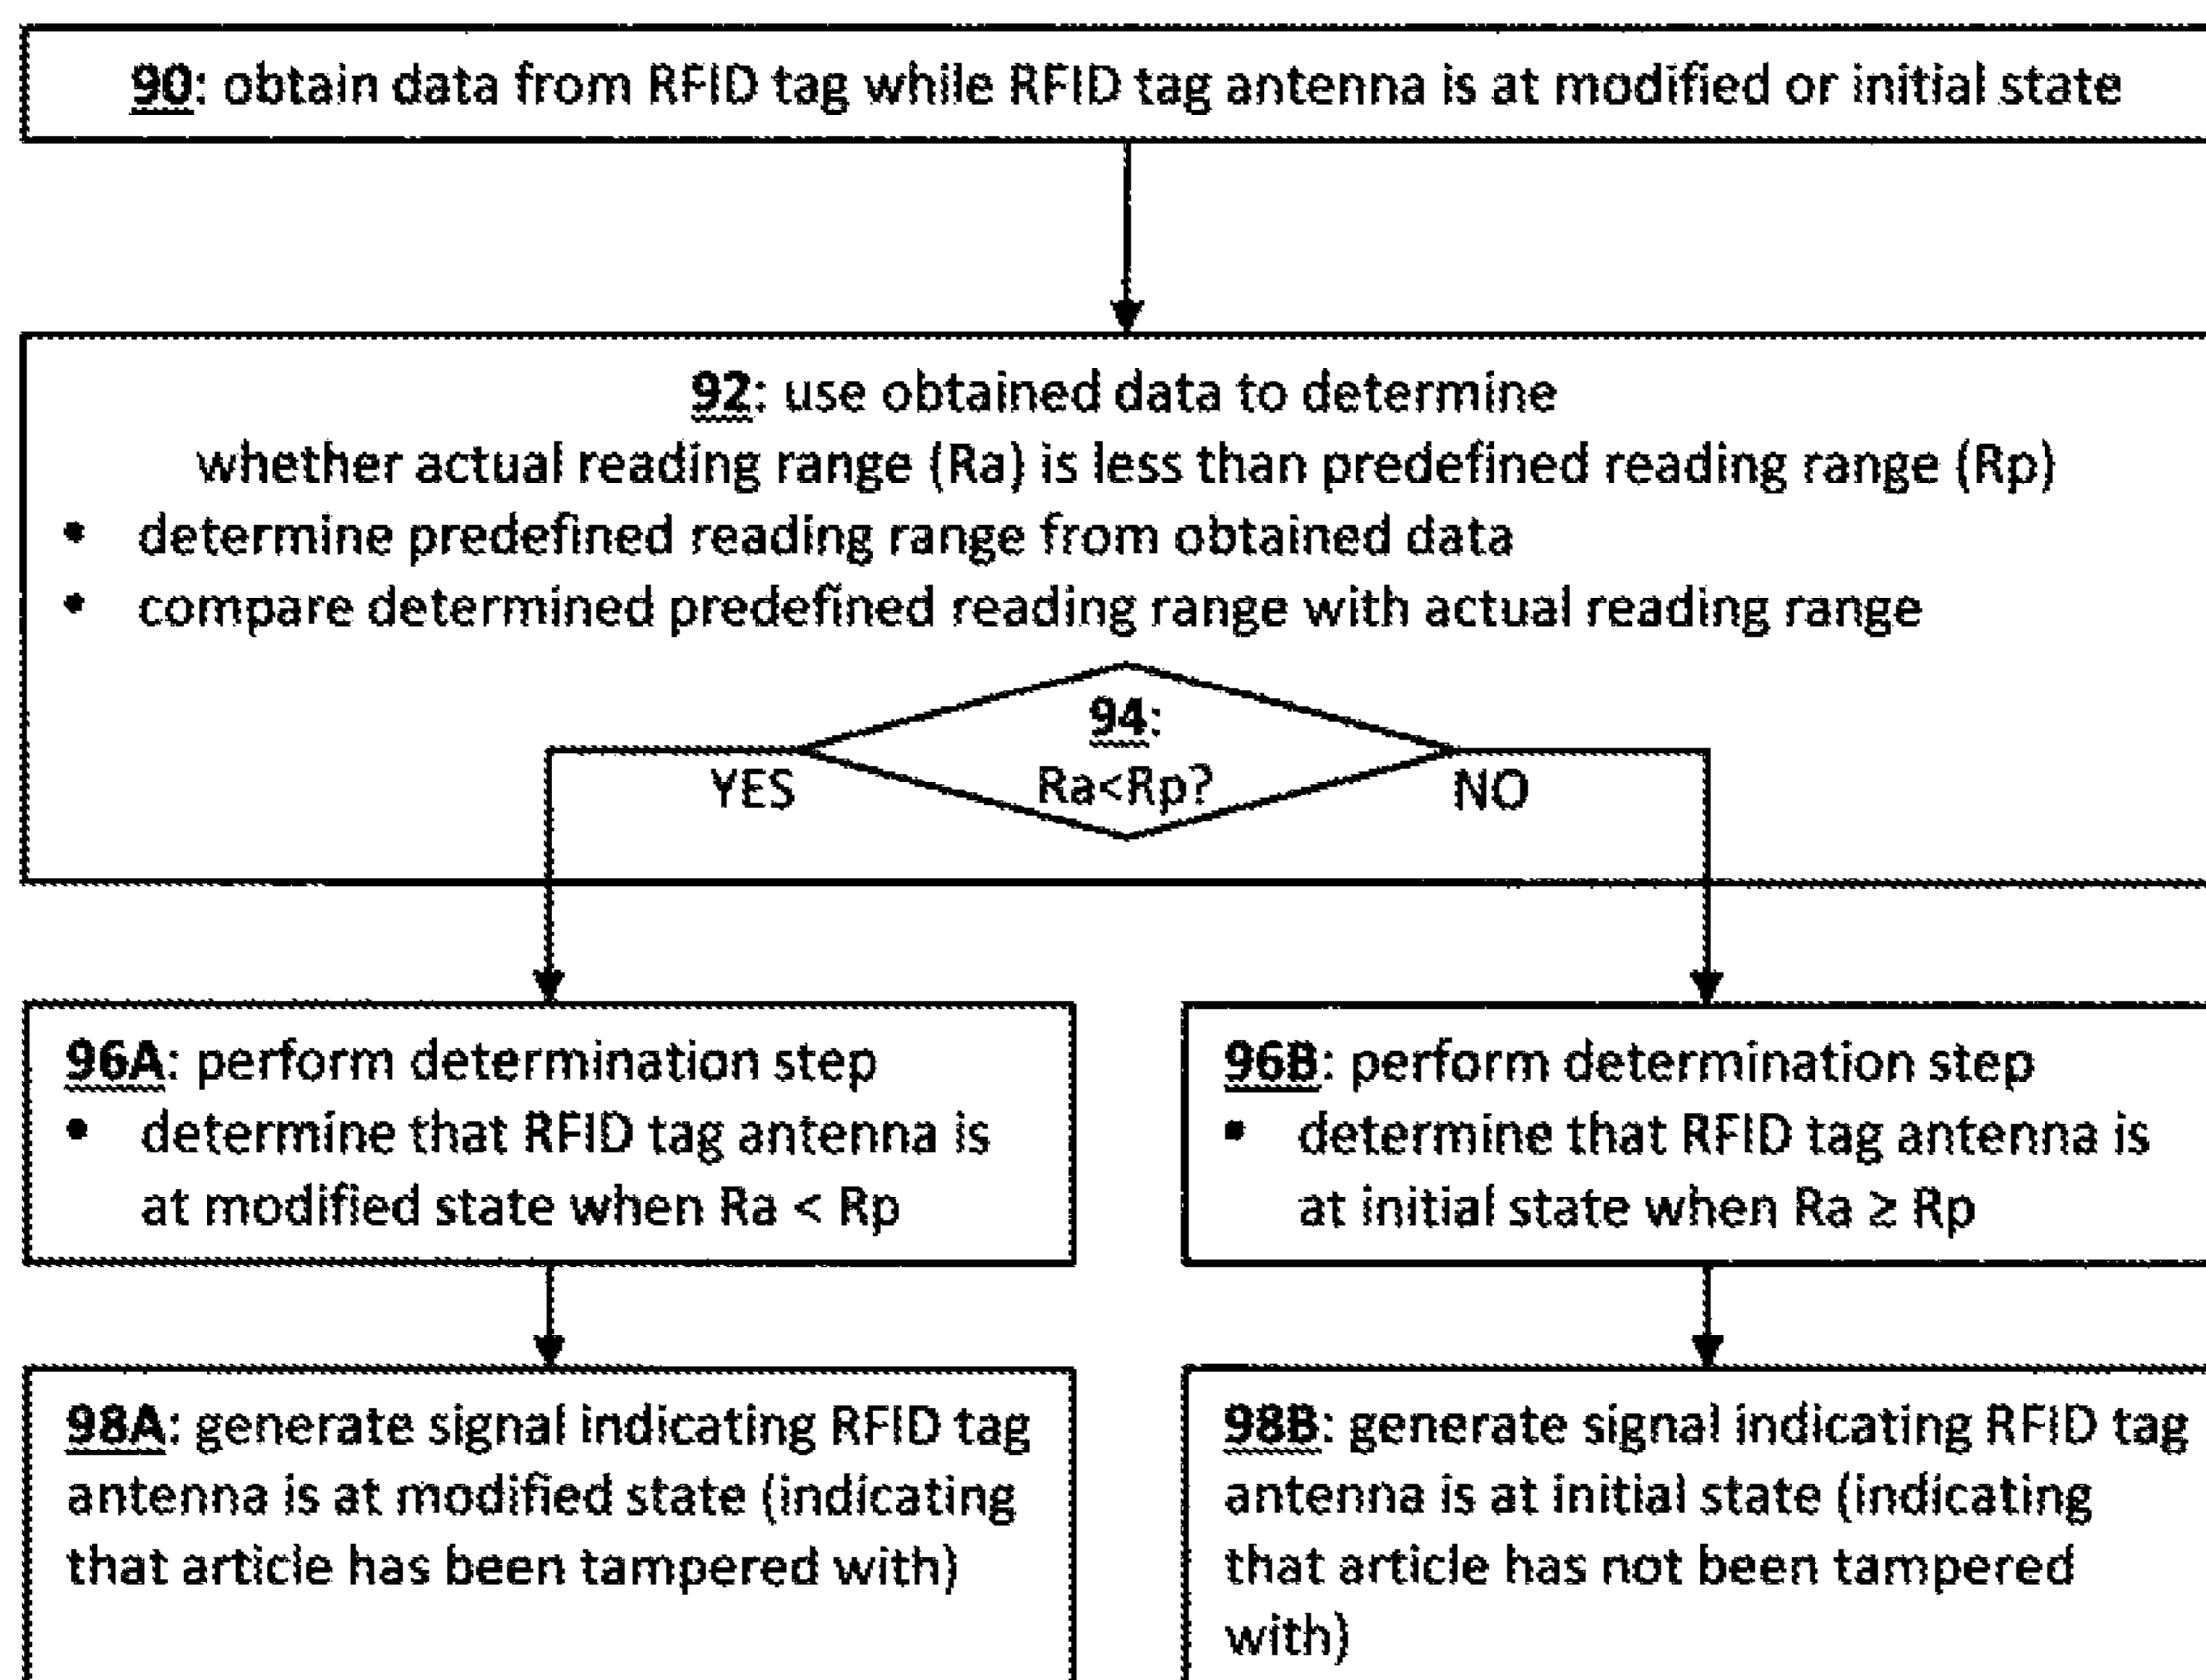 90: obtain data from RFID tag while RFID tag antenna is at modified or initial state
92: use obtained data to determine
whether actual reading range (Ra) is less than predefined reading range (Rp)
• determine predefined reading range from obtained data
• compare determined predefined reading range with actual reading range
94:
Ra<Rp?
YES
NO
96A: perform determination step
• determine that RFID tag antenna is
at modified state when Ra < Rp
96B: perform determination step
▪ determine that RFID tag antenna is
at initial state when Ra ≥ Rp
98A: generate signal indicating RFID tag
antenna is at modified state (indicating
that article has been tampered with)
98B: generate signal indicating RFID tag
antenna is at initial state (indicating
that article has not been tampered
with)